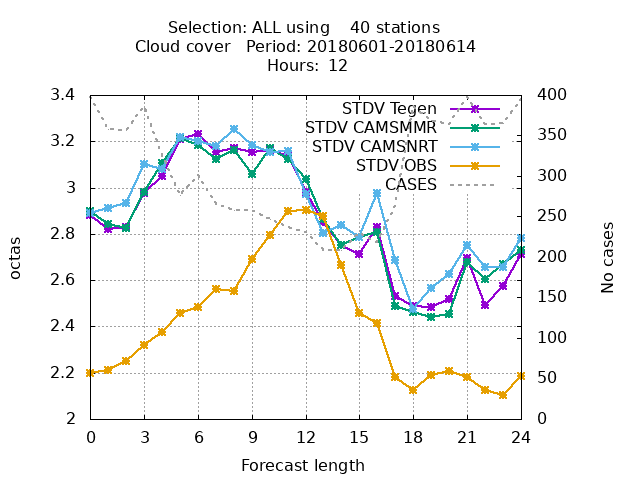 Selection: ALL using    40 stations
Cloud cover   Period: 20180601-20180614
Hours: 12
3.4
3.2
3
2.8
2.6
2.4
2.2
2
octas
STDV Tegen
STDV CAMSMMR
STDV CAMSNRT
STDV OBS
CASES
400
350
300
250
200
150
100
50
0
No cases
0 3 6 9 12 15 18 21 24
Forecast length